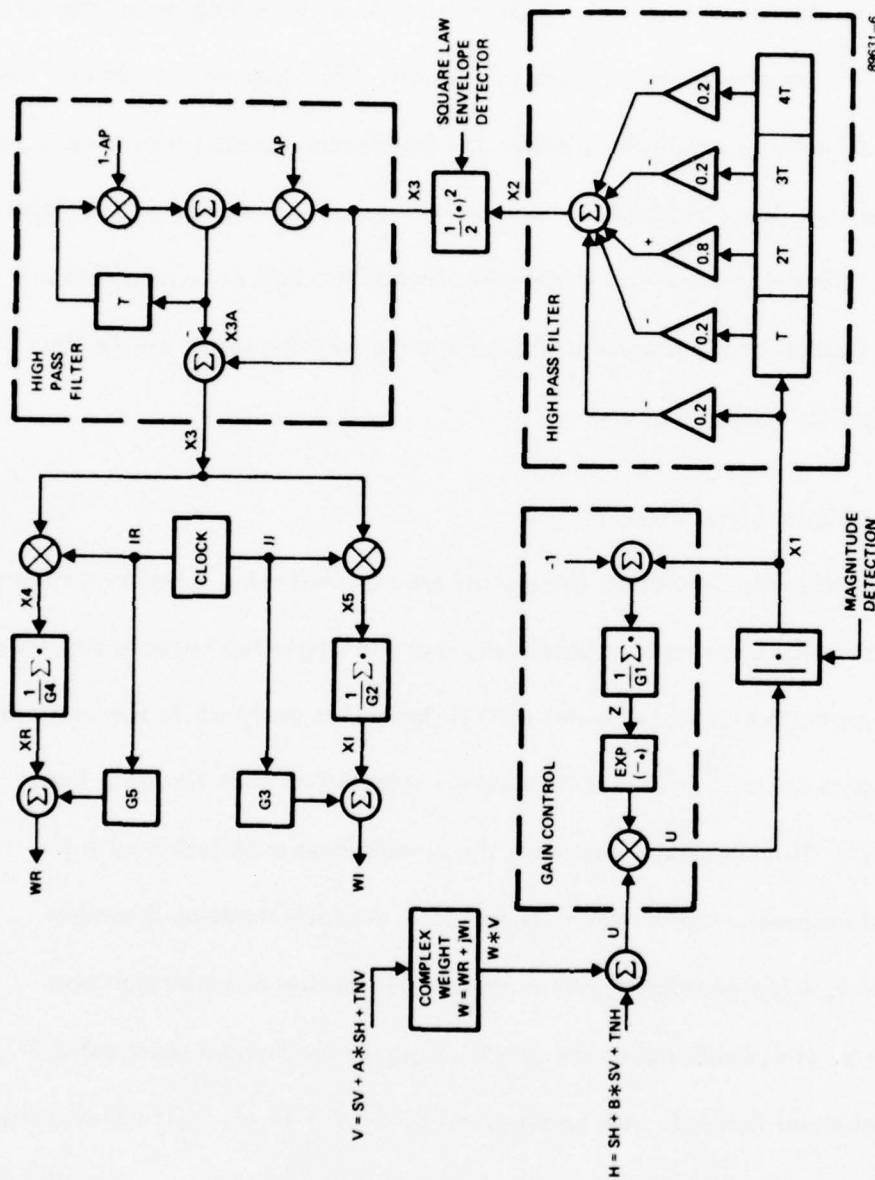 V = SV + A*SH + TNV
COMPLEX
WEIGHT
W = WR + jWI
W*V
H = SH + B*SV + TNH
Σ
U
GAIN CONTROL
U
EXP
(-•)
Z
1/G1 Σ •
Σ
-1
| • |
MAGNITUDE
DETECTION
X1
HIGH PASS FILTER
T
2T
3T
4T
0.2
0.2
0.8
0.2
0.2
-
-
+
-
-
Σ
X2
1/2 (•)²
SQUARE LAW
ENVELOPE
DETECTOR
X3
HIGH
PASS
FILTER
AP
1-AP
Σ
T
X3A
-
Σ
X3
CLOCK
IR
IJ
X4
X5
1/G4 Σ •
1/G2 Σ •
XR
XI
G5
G3
Σ
Σ
WR
WI
89631-6